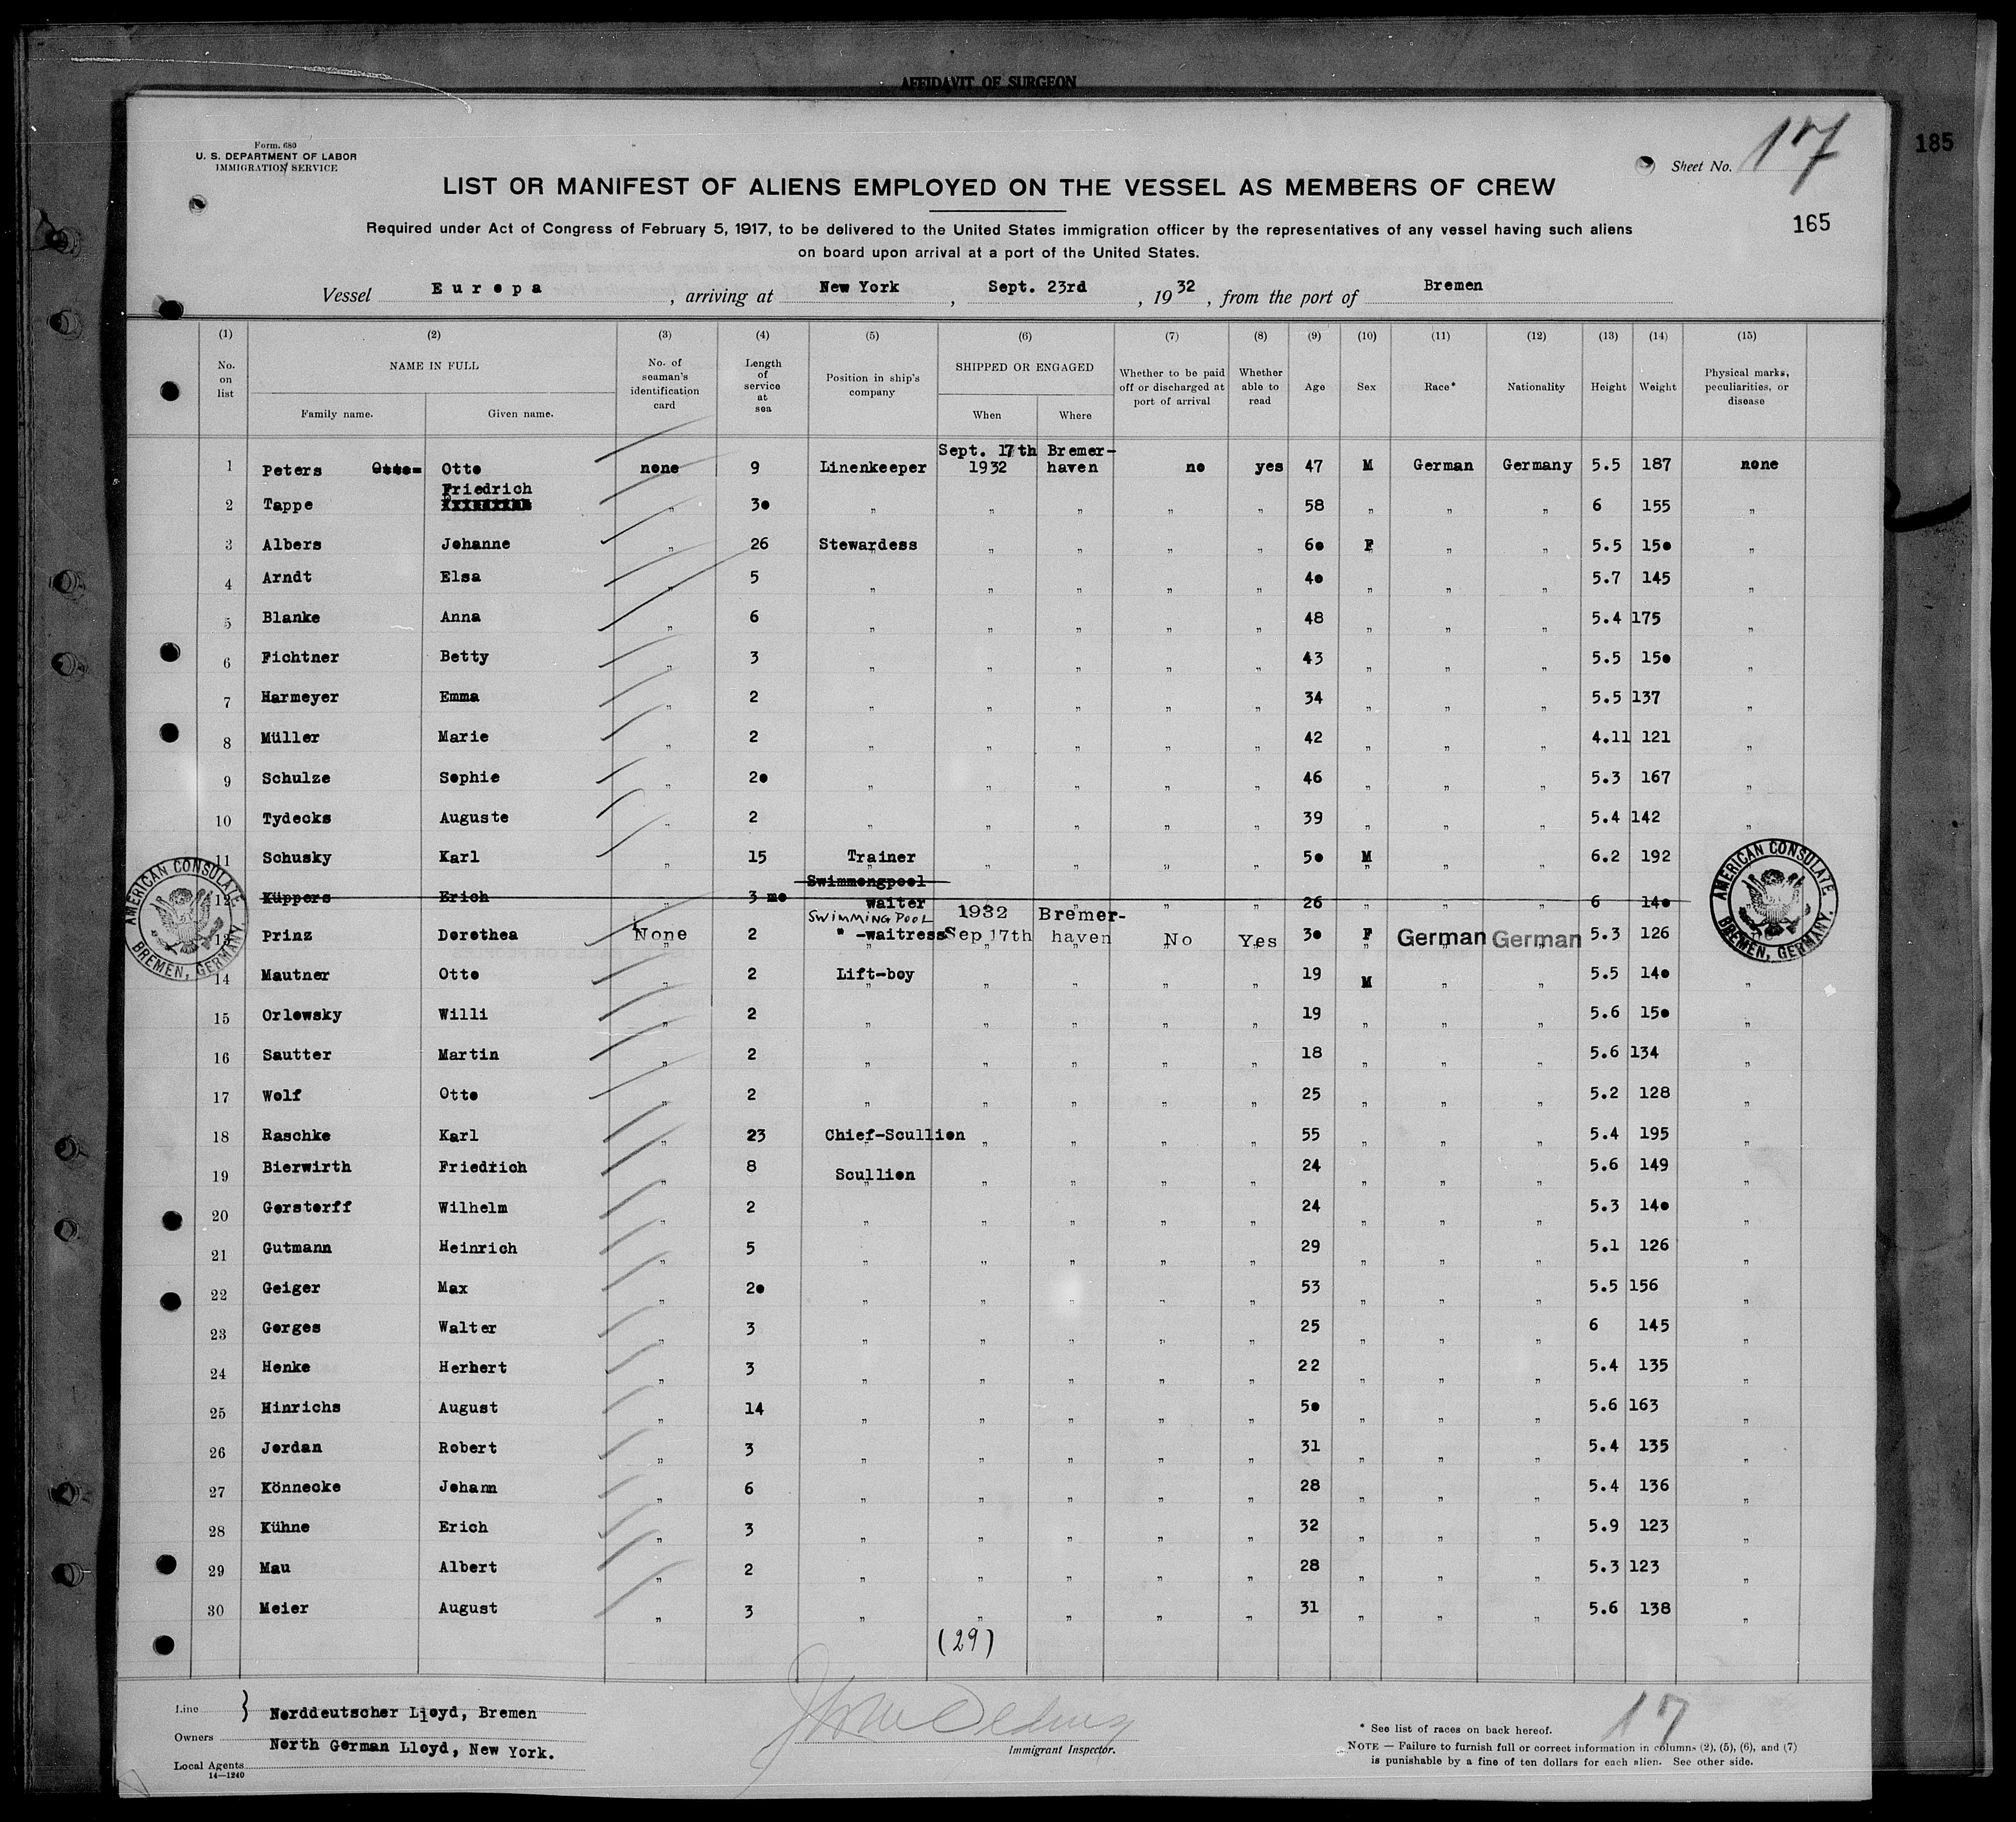 AFFIDAVIT OF SURGEON
Form 680
U. S. DEPARTMENT OF LABOR
IMMIGRATION SERVICE
Sheet No. 17
185
LIST OR MANIFEST OF ALIENS EMPLOYED ON THE VESSEL AS MEMBERS OF CREW
165
Required under Act of Congress of February 5, 1917, to be delivered to the United States immigration officer by the representatives of any vessel having such aliens
on board upon arrival at a port of the United States.
Vessel Europa , arriving at New York , Sept. 23rd , 1932 , from the port of Bremen
(1) (2) (3) (4) (5) (6) (7) (8) (9) (10) (11) (12) (13) (14) (15)
No. on list NAME IN FULL Family name. Given name. No. of seaman's identification card Length of service at sea Position in ship's company SHIPPED OR ENGAGED When Where Whether to be paid off or discharged at port of arrival Whether able to read Age Sex Race* Nationality Height Weight Physical marks, peculiarities, or disease
Sept. 17th Bremer-
1 Peters Otto- Otto none 9 Linenkeeper 1932 haven no yes 47 M German Germany 5.5 187 none
Friedrich
2 Tappe " 30 " " " " " 58 " " " 6 155 "
3 Albers Johanne " 26 Stewardess " " " " 60 F " " 5.5 150 "
4 Arndt Elsa " 5 " " " " " 40 " " " 5.7 145 "
5 Blanke Anna " 6 " " " " " 48 " " " 5.4 175 "
6 Fichtner Betty " 3 " " " " " 43 " " " 5.5 150 "
7 Harmeyer Emma " 2 " " " " " 34 " " " 5.5 137 "
8 Müller Marie " 2 " " " " " 42 " " " 4.11 121 "
9 Schulze Sophie " 20 " " " " " 46 " " " 5.3 167 "
10 Tydecks Auguste " 2 " " " " " 39 " " " 5.4 142 "
11 Schusky Karl " 15 Trainer " " " " 50 M " " 6.2 192 "
Swimmongpool
12 Küppers Erich " 3 mo waiter " " " " 26 " " " 6 140 "
SWIMMING POOL 1932 Bremer-
13 Prinz Dorothea None 2 " -waitress Sep 17th haven No Yes 30 F German German 5.3 126
14 Mautner Otto " 2 Lift-boy " " " " 19 M " " 5.5 140 "
15 Orlowsky Willi " 2 " " " " " 19 " " " 5.6 150 "
16 Sautter Martin " 2 " " " " " 18 " " " 5.6 134 "
17 Wolf Otto " 2 " " " " " 25 " " " 5.2 128 "
18 Raschke Karl " 23 Chief-Scullion " " " " 55 " " " 5.4 195 "
19 Bierwirth Friedrich " 8 Scullion " " " " 24 " " " 5.6 149 "
20 Gerstorff Wilhelm " 2 " " " " " 24 " " " 5.3 140 "
21 Gutmann Heinrich " 5 " " " " " 29 " " " 5.1 126 "
22 Geiger Max " 20 " " " " " 53 " " " 5.5 156 "
23 Gorges Walter " 3 " " " " " 25 " " " 6 145 "
24 Henke Herhert " 3 " " " " " 22 " " " 5.4 135 "
25 Hinrichs August " 14 " " " " " 50 " " " 5.6 163 "
26 Jordan Robert " 3 " " " " " 31 " " " 5.4 135 "
27 Könnecke Johann " 6 " " " " " 28 " " " 5.4 136 "
28 Kühne Erich " 3 " " " " " 32 " " " 5.9 123 "
29 Mau Albert " 2 " " " " " 28 " " " 5.3 123 "
30 Meier August " 3 " " " " " 31 " " " 5.6 138 "
AMERICAN CONSULATE
BREMEN, GERMANY.
AMERICAN CONSULATE
BREMEN, GERMANY.
(29)
Line } Norddeutscher Lloyd, Bremen
Owners
North German Lloyd, New York.
Local Agents
14—1240
Immigrant Inspector.
17
* See list of races on back hereof.
NOTE — Failure to furnish full or correct information in columns (2), (5), (6), and (7)
is punishable by a fine of ten dollars for each alien. See other side.